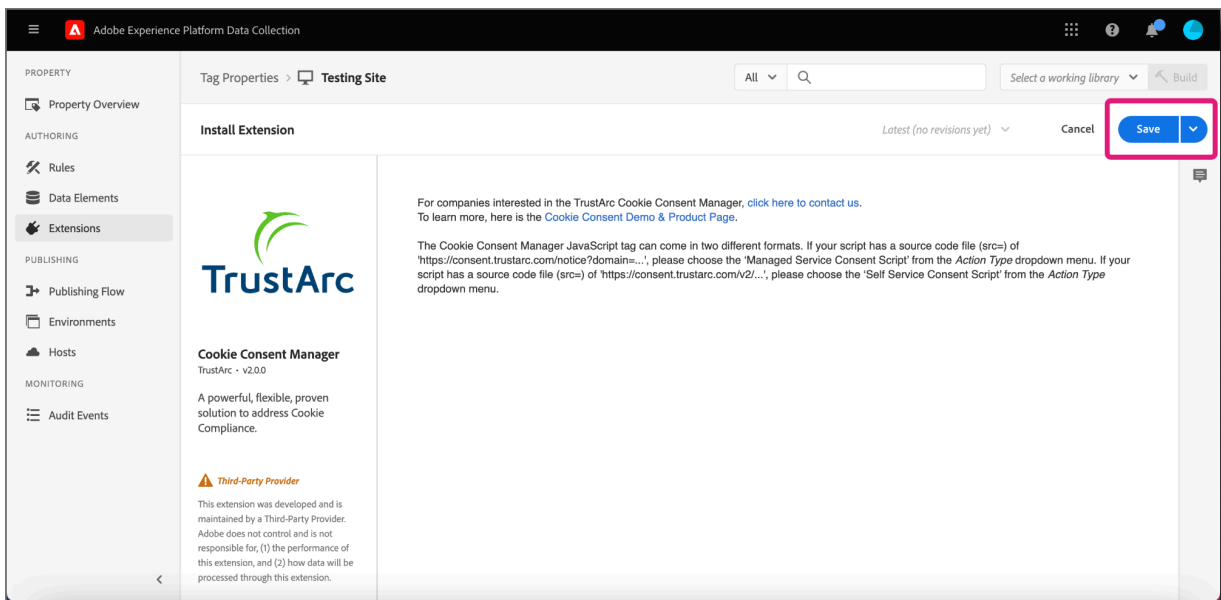 Adobe Experience Platform Data Collection
PROPERTY
Property Overview
AUTHORING
Rules
Data Elements
Extensions
PUBLISHING
Publishing Flow
Environments
Hosts
MONITORING
Audit Events
Tag Properties > Testing Site
All
Select a working library
Build
Install Extension
Latest (no revisions yet)
Cancel
Save
TrustArc
Cookie Consent Manager
TrustArc • v2.0.0
A powerful, flexible, proven
solution to address Cookie
Compliance.
Third-Party Provider
This extension was developed and is
maintained by a Third-Party Provider.
Adobe does not control and is not
responsible for, (1) the performance of
this extension, and (2) how data will be
processed through this extension.
For companies interested in the TrustArc Cookie Consent Manager, click here to contact us.
To learn more, here is the Cookie Consent Demo & Product Page.
The Cookie Consent Manager JavaScript tag can come in two different formats. If your script has a source code file (src=) of
'https://consent.trustarc.com/notice?domain=...', please choose the 'Managed Service Consent Script' from the Action Type dropdown menu. If your
script has a source code file (src=) of 'https://consent.trustarc.com/v2/...', please choose the 'Self Service Consent Script' from the Action Type
dropdown menu.